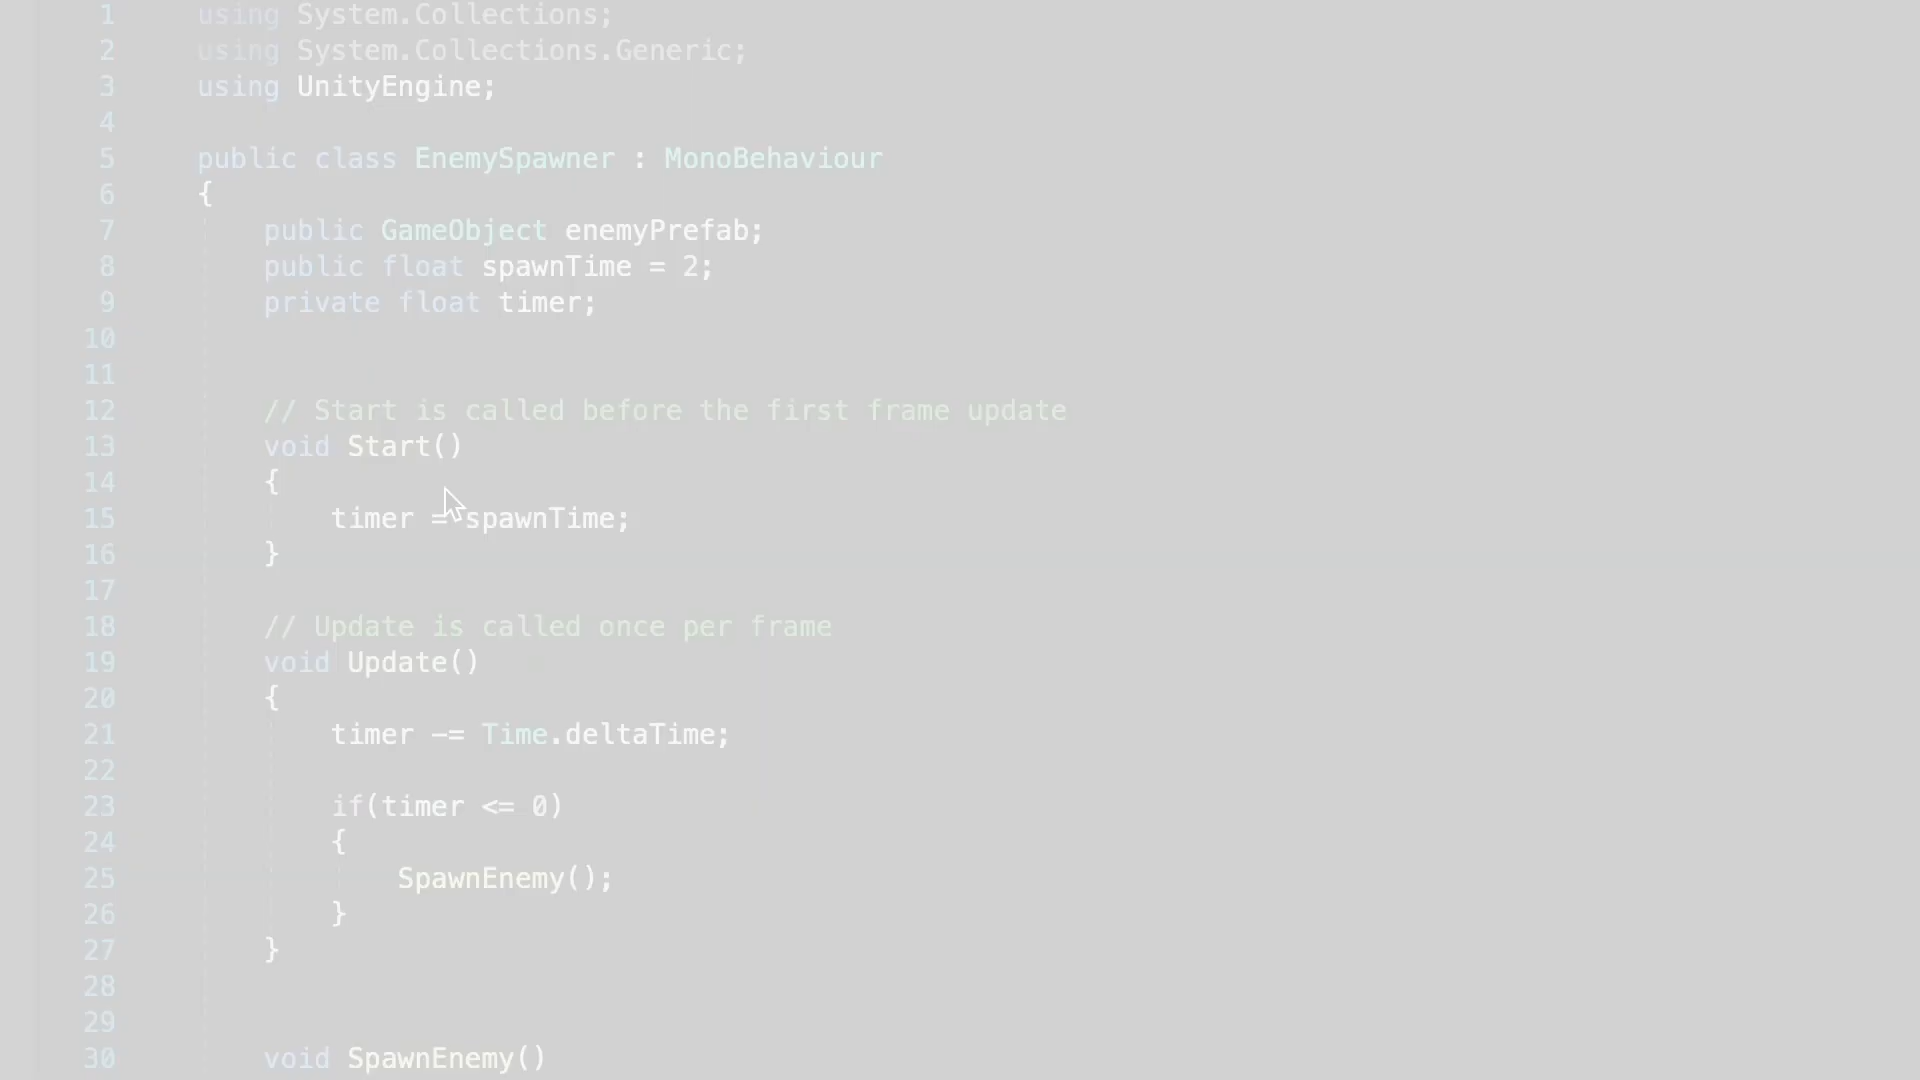 1 using System.Collections;
2 using System.Collections.Generic;
3 using UnityEngine;
4
5 public class EnemySpawner : MonoBehaviour
6 {
7     public GameObject enemyPrefab;
8     public float spawnTime = 2;
9     private float timer;
10
11
12     // Start is called before the first frame update
13     void Start()
14     {
15         timer = spawnTime;
16     }
17
18     // Update is called once per frame
19     void Update()
20     {
21         timer -= Time.deltaTime;
22
23         if(timer <= 0)
24         {
25             SpawnEnemy();
26         }
27     }
28
29
30     void SpawnEnemy()